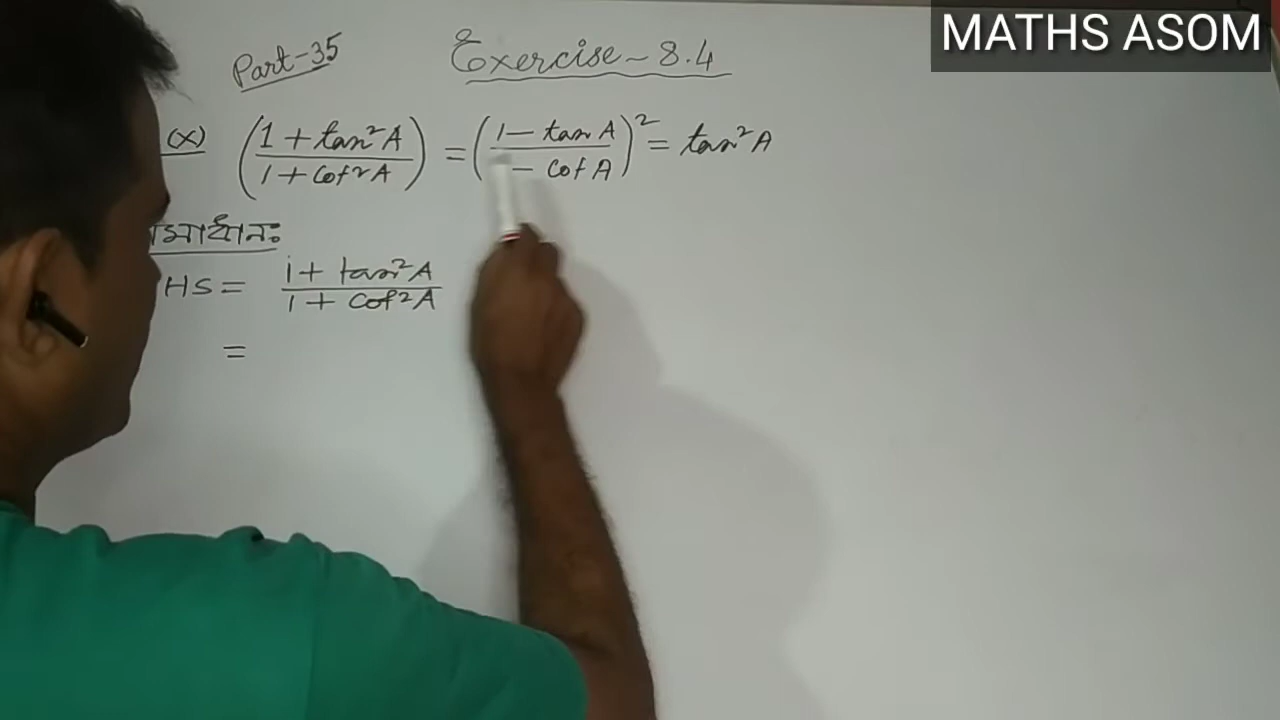 MATHS ASOM
Part-35 Exercise - 8.4
(x) (1 + tan²A / 1 + cot²A) = (1 - tan A / - cot A)² = tan²A
মাধান:
HS = 1 + tan²A / 1 + cot²A
=